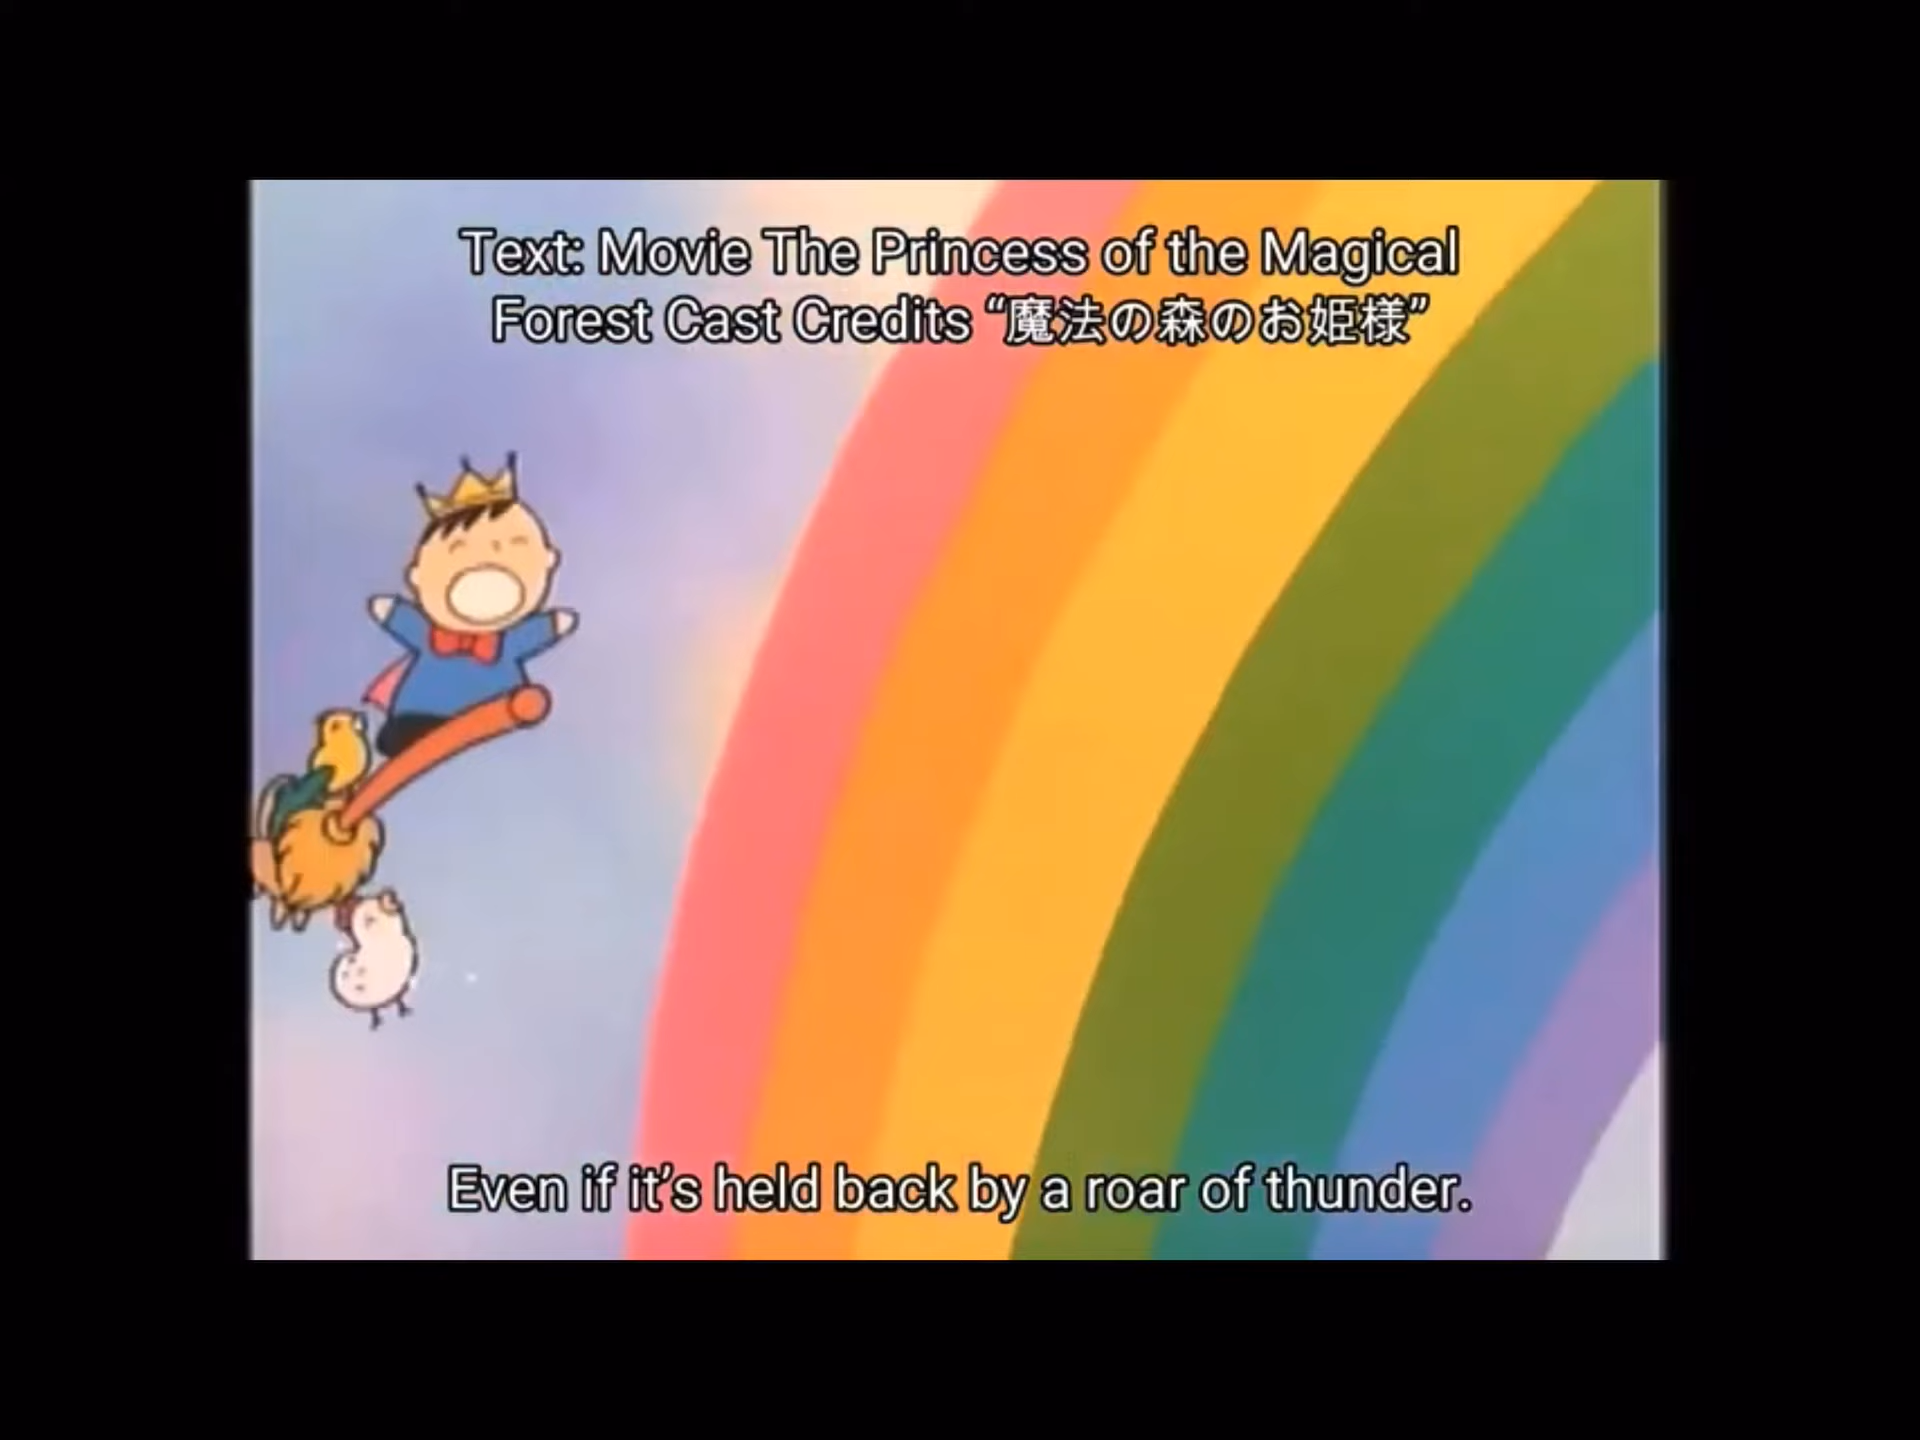 Text: Movie The Princess of the Magical
Forest Cast Credits “魔法の森のお姫様”
Even if it’s held back by a roar of thunder.